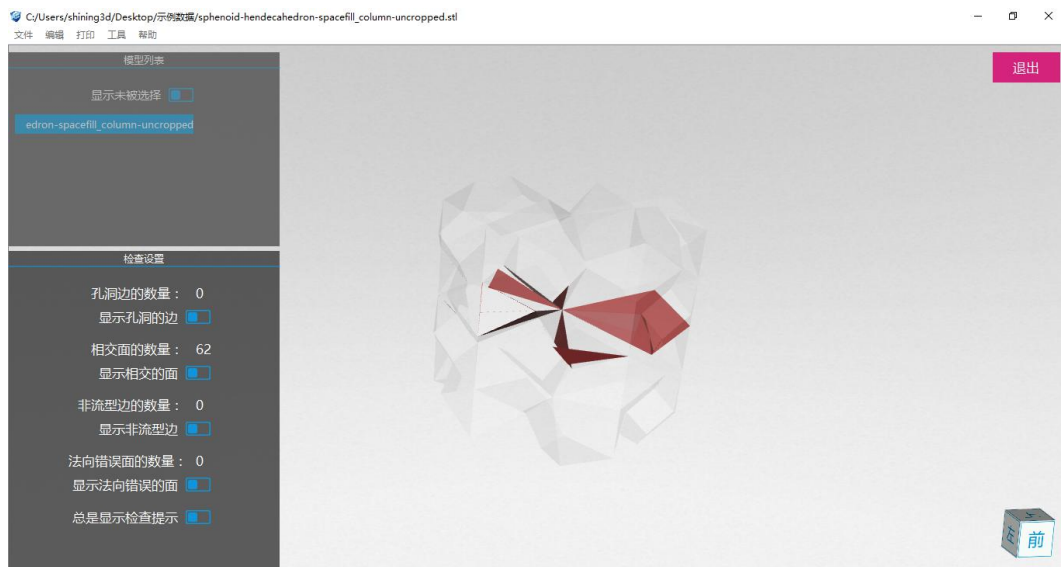 C:/Users/shining3d/Desktop/示例数据/sphenoid-hendecahedron-spacefill_column-uncropped.stl
文件 编辑 打印 工具 帮助
模型列表
退出
显示未被选择
edron-spacefill_column-uncropped
检查设置
孔洞边的数量： 0
显示孔洞的边
相交面的数量： 62
显示相交的面
非流型边的数量： 0
显示非流型边
法向错误面的数量： 0
显示法向错误的面
总是显示检查提示
前